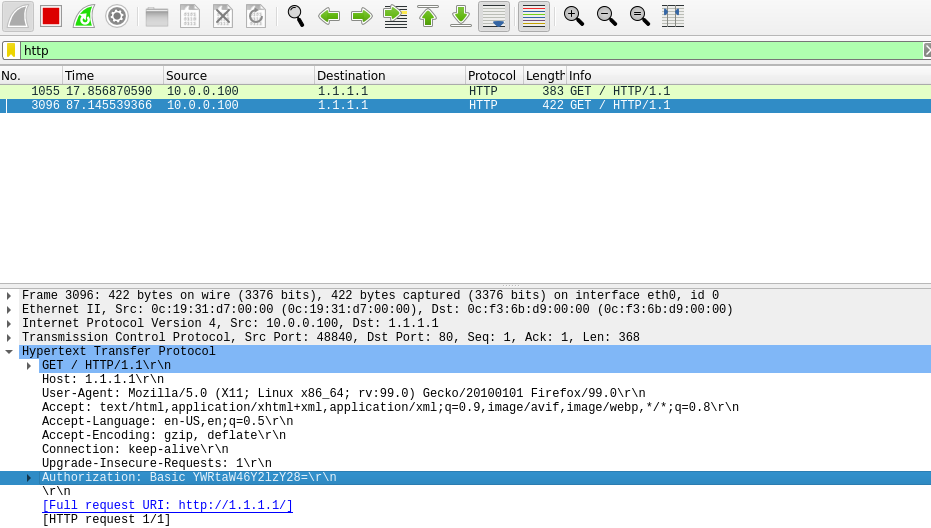 http
No. Time Source Destination Protocol Length Info
1055 17.856870590 10.0.0.100 1.1.1.1 HTTP 383 GET / HTTP/1.1
3096 87.145539366 10.0.0.100 1.1.1.1 HTTP 422 GET / HTTP/1.1
Frame 3096: 422 bytes on wire (3376 bits), 422 bytes captured (3376 bits) on interface eth0, id 0
Ethernet II, Src: 0c:19:31:d7:00:00 (0c:19:31:d7:00:00), Dst: 0c:f3:6b:d9:00:00 (0c:f3:6b:d9:00:00)
Internet Protocol Version 4, Src: 10.0.0.100, Dst: 1.1.1.1
Transmission Control Protocol, Src Port: 48840, Dst Port: 80, Seq: 1, Ack: 1, Len: 368
Hypertext Transfer Protocol
GET / HTTP/1.1\r\n
Host: 1.1.1.1\r\n
User-Agent: Mozilla/5.0 (X11; Linux x86_64; rv:99.0) Gecko/20100101 Firefox/99.0\r\n
Accept: text/html,application/xhtml+xml,application/xml;q=0.9,image/avif,image/webp,*/*;q=0.8\r\n
Accept-Language: en-US,en;q=0.5\r\n
Accept-Encoding: gzip, deflate\r\n
Connection: keep-alive\r\n
Upgrade-Insecure-Requests: 1\r\n
Authorization: Basic YWRtaW46Y2lzY28=\r\n
\r\n
[Full request URI: http://1.1.1.1/]
[HTTP request 1/1]